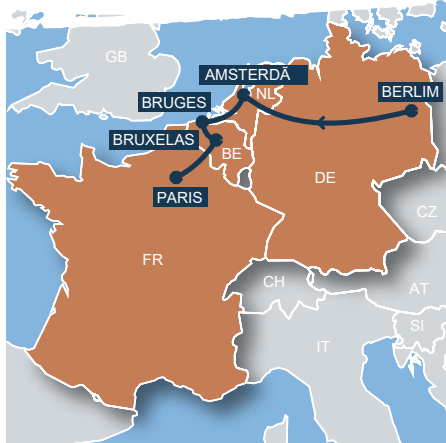 GB
AMSTERDÃ
NL
BERLIM
BRUGES
BRUXELAS
BE
PARIS
DE
CZ
FR
CH
AT
SI
IT